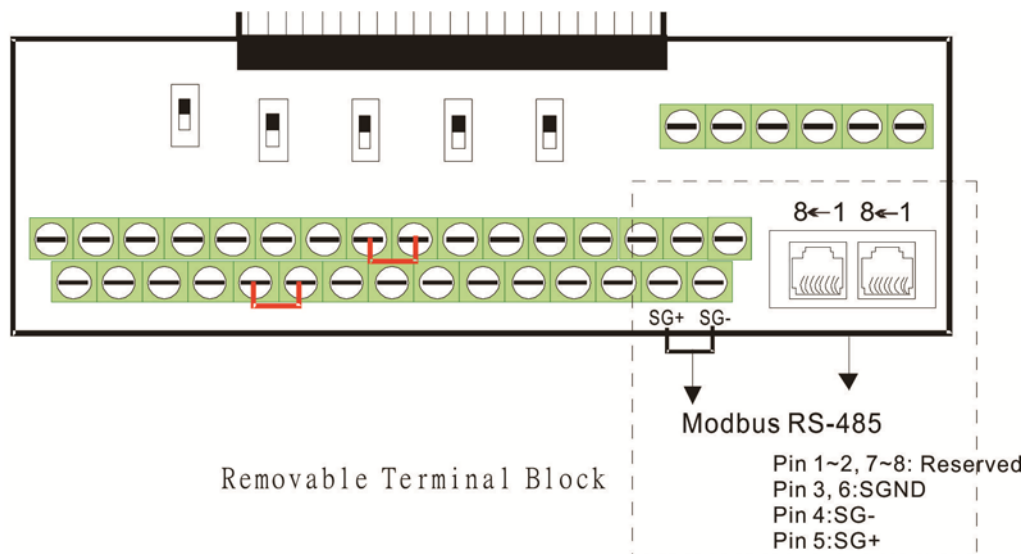 8←1 8←1
SG+ SG-
Modbus RS-485
Removable Terminal Block
Pin 1~2, 7~8: Reserved
Pin 3, 6:SGND
Pin 4:SG-
Pin 5:SG+